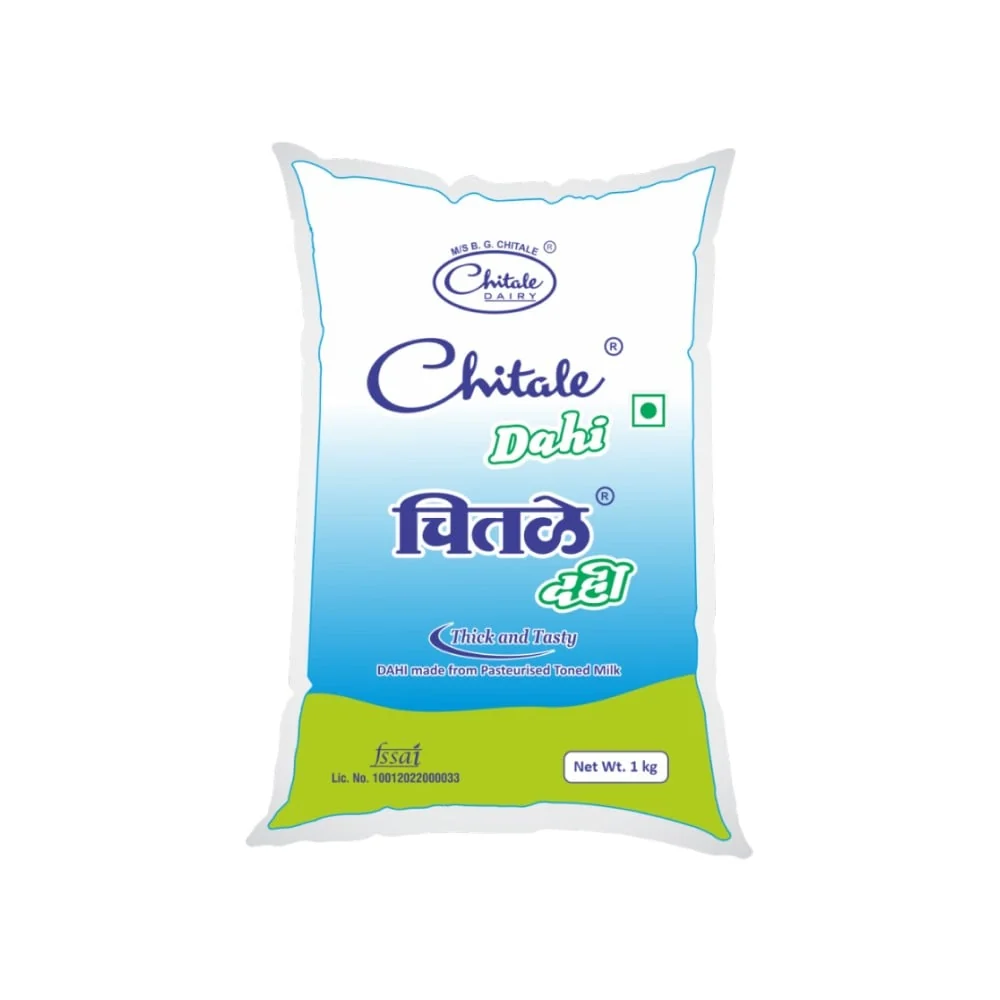 M/S B. G. CHITALE ®
Chitale
DAIRY
Chitale ®
Dahi
चितळे ®
दही
Thick and Tasty
DAHI made from Pasteurised Toned Milk
fssai
Lic. No. 10012022000033
Net Wt. 1 kg